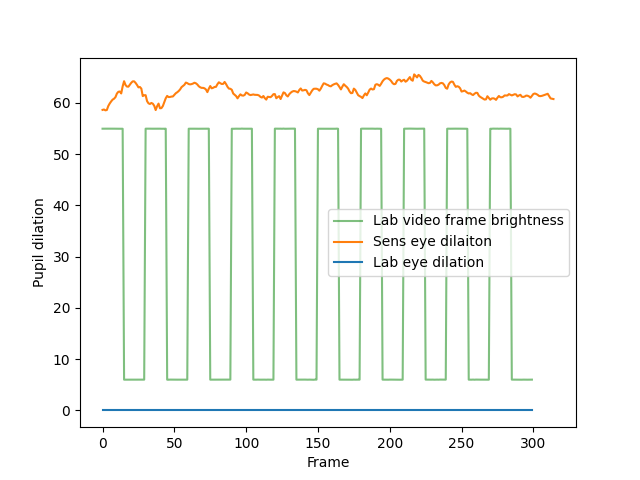 60
50
40
30
20
10
0
Pupil dilation
Lab video frame brightness
Sens eye dilaiton
Lab eye dilation
0 50 100 150 200 250 300
Frame